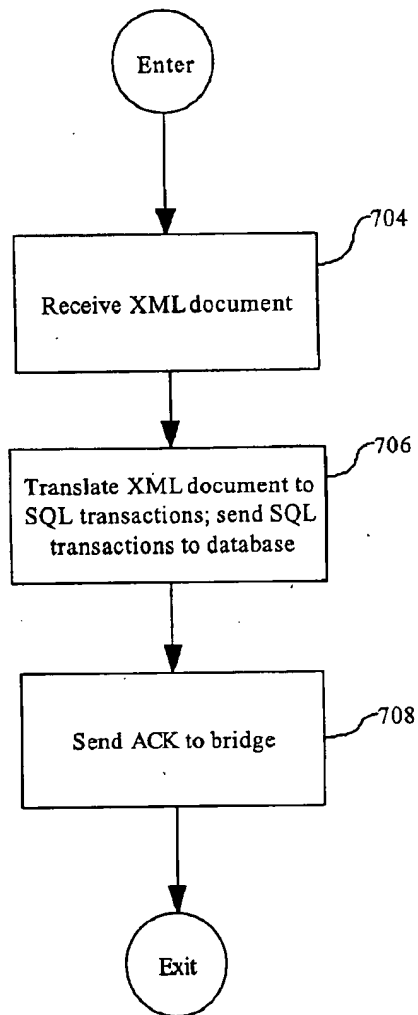 Enter
704
Receive XML document
706
Translate XML document to
SQL transactions; send SQL
transactions to database
708
Send ACK to bridge
Exit